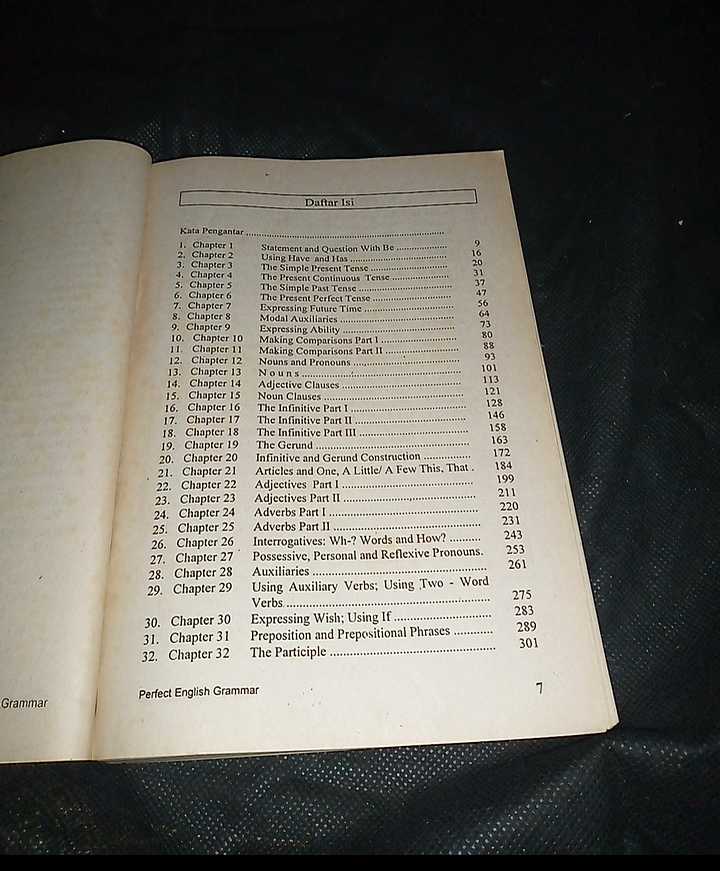 Daftar Isi
Kata Pengantar ..........
1. Chapter 1 Statement and Question With Be .......... 9
2. Chapter 2 Using Have and Has .......... 16
3. Chapter 3 The Simple Present Tense .......... 20
4. Chapter 4 The Present Continuous Tense .......... 31
5. Chapter 5 The Simple Past Tense .......... 37
6. Chapter 6 The Present Perfect Tense .......... 47
7. Chapter 7 Expressing Future Time .......... 56
8. Chapter 8 Modal Auxiliaries .......... 64
9. Chapter 9 Expressing Ability .......... 73
10. Chapter 10 Making Comparisons Part I .......... 80
11. Chapter 11 Making Comparisons Part II .......... 88
12. Chapter 12 Nouns and Pronouns .......... 93
13. Chapter 13 N o u n s .......... 101
14. Chapter 14 Adjective Clauses .......... 113
15. Chapter 15 Noun Clauses .......... 121
16. Chapter 16 The Infinitive Part I .......... 128
17. Chapter 17 The Infinitive Part II .......... 146
18. Chapter 18 The Infinitive Part III .......... 158
19. Chapter 19 The Gerund .......... 163
20. Chapter 20 Infinitive and Gerund Construction .......... 172
21. Chapter 21 Articles and One, A Little/ A Few This, That . 184
22. Chapter 22 Adjectives Part I .......... 199
23. Chapter 23 Adjectives Part II .......... 211
24. Chapter 24 Adverbs Part I .......... 220
25. Chapter 25 Adverbs Part II .......... 231
26. Chapter 26 Interrogatives: Wh-? Words and How? .......... 243
27. Chapter 27 Possessive, Personal and Reflexive Pronouns. 253
28. Chapter 28 Auxiliaries .......... 261
29. Chapter 29 Using Auxiliary Verbs; Using Two - Word
Verbs .......... 275
30. Chapter 30 Expressing Wish; Using If .......... 283
31. Chapter 31 Preposition and Prepositional Phrases .......... 289
32. Chapter 32 The Participle .......... 301
Perfect English Grammar 7
Grammar